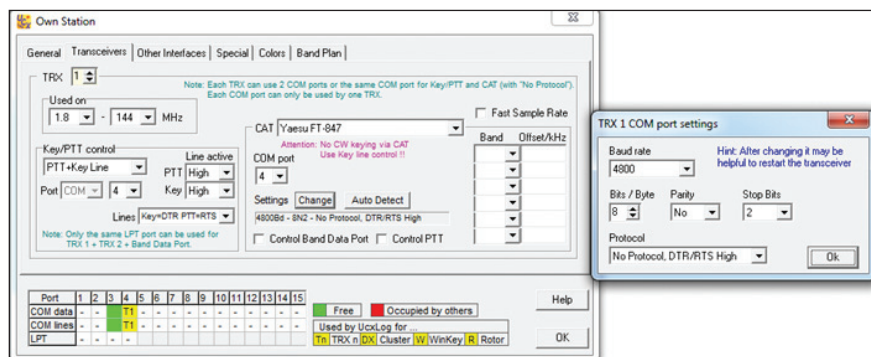 Own Station
General Transceivers Other Interfaces Special Colors Band Plan
TRX 1
Note: Each TRX can use 2 COM ports or the same COM port for Key/PTT and CAT (with "No Protocol").
Each COM port can only be used by one TRX.
Used on
1.8 - 144 MHz
Key/PTT control
PTT+Key Line
Line active
PTT High
Port COM 4 Key High
Lines Key=DTR PTT=RTS
Note: Only the same LPT port can be used for
TRX 1 + TRX 2 + Band Data Port.
CAT Yaesu FT-847
Attention: No CW keying via CAT
Use Key line control !!
COM port
4
Settings Change Auto Detect
4800Bd - 8N2 - No Protocol, DTR/RTS High
Control Band Data Port Control PTT
Fast Sample Rate
Band Offset/kHz
Port 1 2 3 4 5 6 7 8 9 10 11 12 13 14 15
COM data - - T1 - - - - - - - - - - -
COM lines - - T1 - - - - - - - - - - -
LPT - - - -
Free Occupied by others
Used by UcxLog for ...
Tn TRX n DX Cluster W WinKey R Rotor
Help
OK
TRX 1 COM port settings
Baud rate
4800
Hint: After changing it may be
helpful to restart the transceiver
Bits / Byte Parity Stop Bits
8 No 2
Protocol
No Protocol, DTR/RTS High
Ok